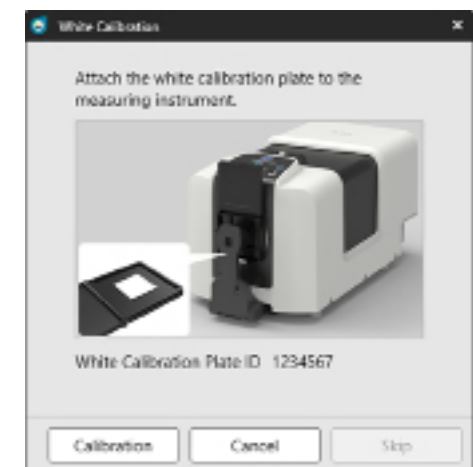 White Calibration
Attach the white calibration plate to the
measuring instrument.
White Calibration Plate ID 1234567
Calibration
Cancel
Skip